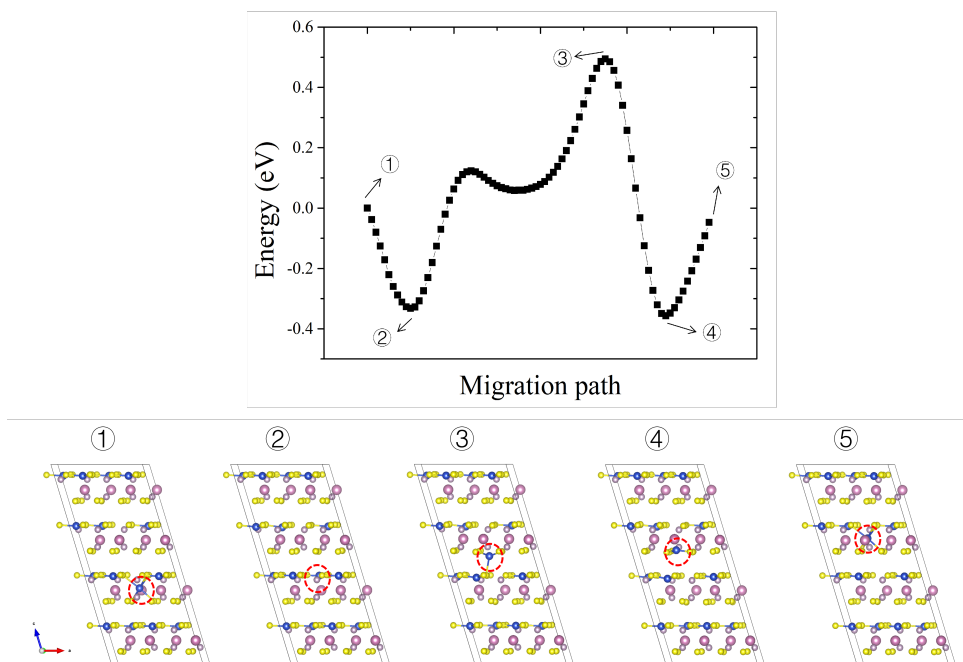 0.6
0.4
0.2
0.0
-0.2
-0.4
Energy (eV)
Migration path
①
②
③
④
⑤
① ② ③ ④ ⑤
c
a